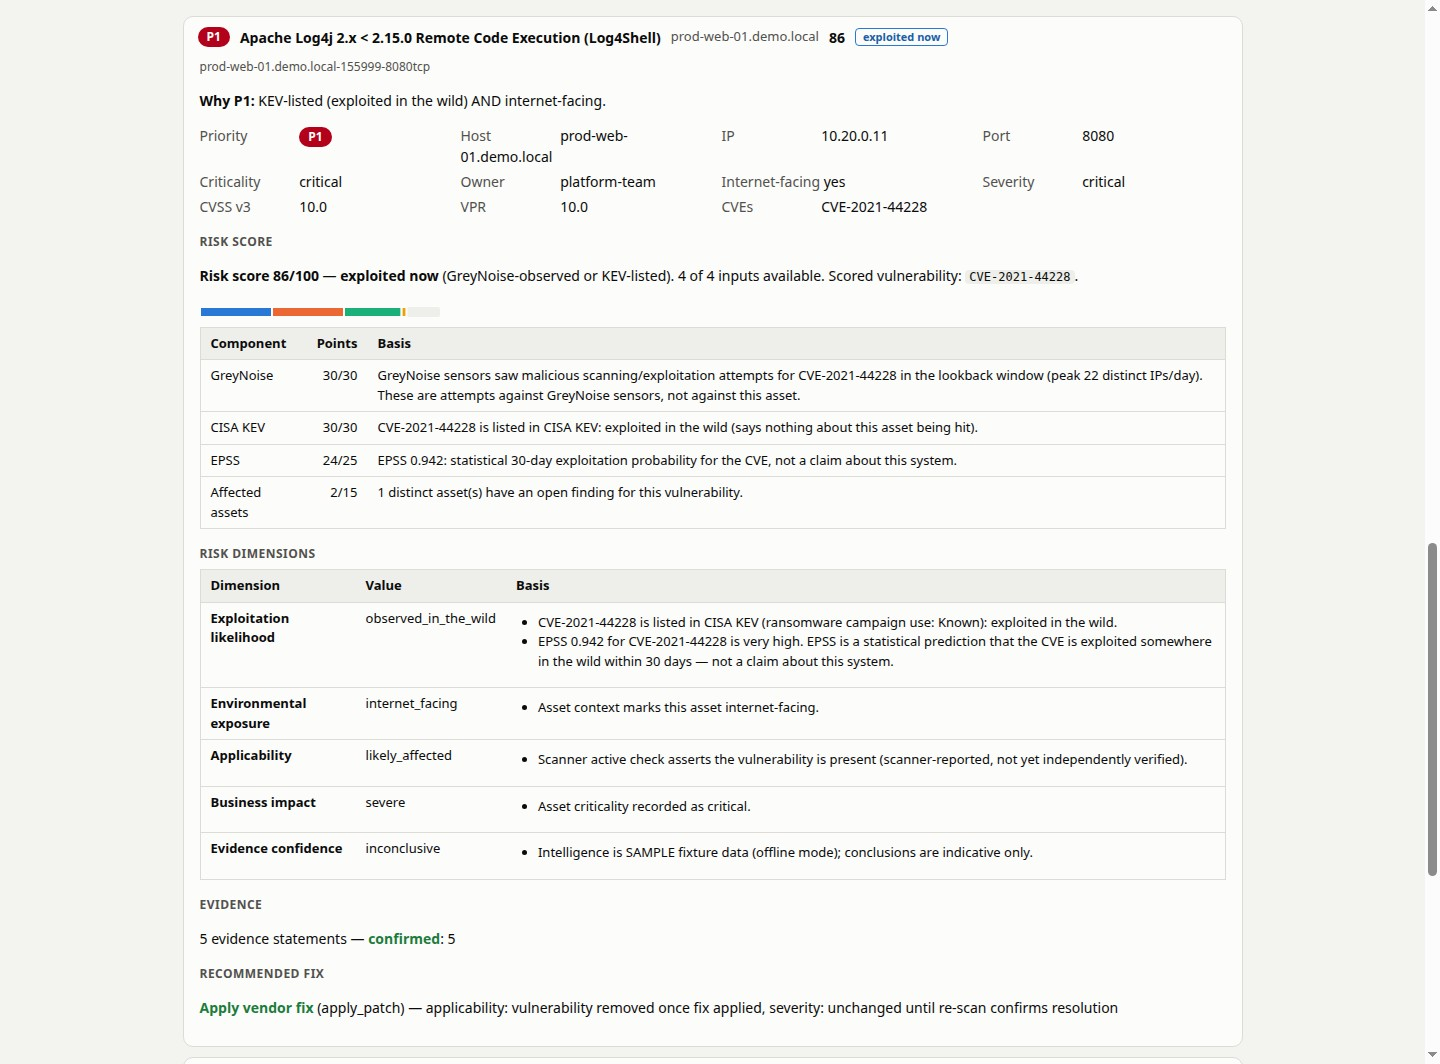 P1 Apache Log4j 2.x < 2.15.0 Remote Code Execution (Log4Shell) prod-web-01.demo.local 86 exploited now
prod-web-01.demo.local-155999-8080tcp
Why P1: KEV-listed (exploited in the wild) AND internet-facing.
Priority P1 Host prod-web-01.demo.local IP 10.20.0.11 Port 8080
Criticality critical Owner platform-team Internet-facing yes Severity critical
CVSS v3 10.0 VPR 10.0 CVEs CVE-2021-44228
RISK SCORE
Risk score 86/100 — exploited now (GreyNoise-observed or KEV-listed). 4 of 4 inputs available. Scored vulnerability: CVE-2021-44228.
Component Points Basis
GreyNoise 30/30 GreyNoise sensors saw malicious scanning/exploitation attempts for CVE-2021-44228 in the lookback window (peak 22 distinct IPs/day).
These are attempts against GreyNoise sensors, not against this asset.
CISA KEV 30/30 CVE-2021-44228 is listed in CISA KEV: exploited in the wild (says nothing about this asset being hit).
EPSS 24/25 EPSS 0.942: statistical 30-day exploitation probability for the CVE, not a claim about this system.
Affected assets 2/15 1 distinct asset(s) have an open finding for this vulnerability.
RISK DIMENSIONS
Dimension Value Basis
Exploitation likelihood observed_in_the_wild • CVE-2021-44228 is listed in CISA KEV (ransomware campaign use: Known): exploited in the wild.
• EPSS 0.942 for CVE-2021-44228 is very high. EPSS is a statistical prediction that the CVE is exploited somewhere
in the wild within 30 days — not a claim about this system.
Environmental exposure internet_facing • Asset context marks this asset internet-facing.
Applicability likely_affected • Scanner active check asserts the vulnerability is present (scanner-reported, not yet independently verified).
Business impact severe • Asset criticality recorded as critical.
Evidence confidence inconclusive • Intelligence is SAMPLE fixture data (offline mode); conclusions are indicative only.
EVIDENCE
5 evidence statements — confirmed: 5
RECOMMENDED FIX
Apply vendor fix (apply_patch) — applicability: vulnerability removed once fix applied, severity: unchanged until re-scan confirms resolution